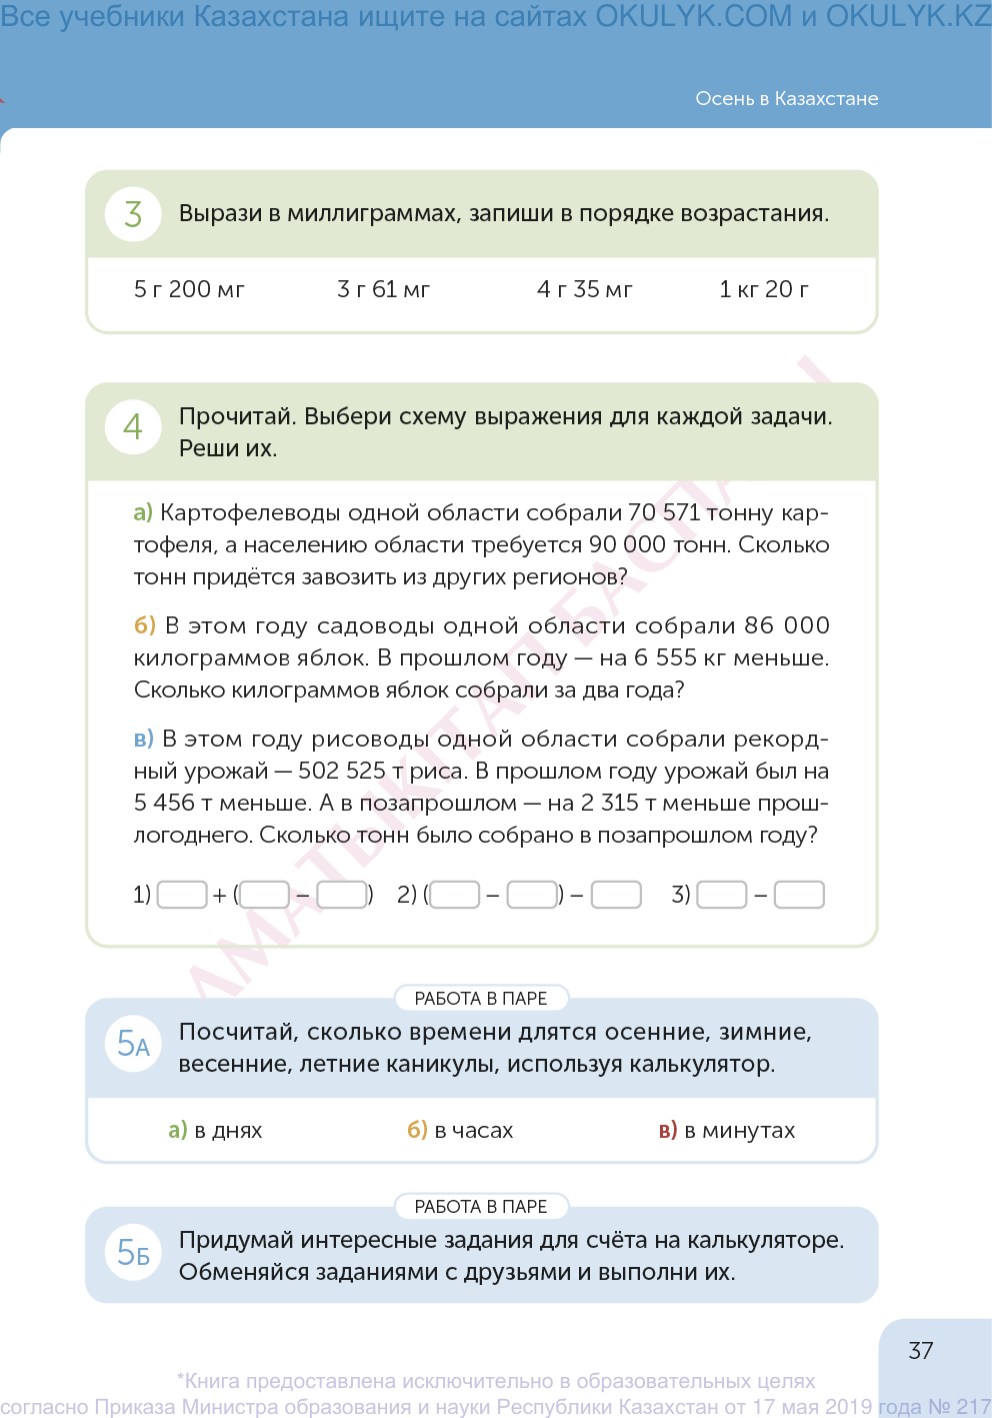 Все учебники Казахстана ищите на сайтах OKULYK.COM и OKULYK.KZ
Осень в Казахстане
3 Вырази в миллиграммах, запиши в порядке возрастания.
5 г 200 мг 3 г 61 мг 4 г 35 мг 1 кг 20 г
4 Прочитай. Выбери схему выражения для каждой задачи.
Реши их.
а) Картофелеводы одной области собрали 70 571 тонну кар-
тофеля, а населению области требуется 90 000 тонн. Сколько
тонн придётся завозить из других регионов?
б) В этом году садоводы одной области собрали 86 000
килограммов яблок. В прошлом году — на 6 555 кг меньше.
Сколько килограммов яблок собрали за два года?
в) В этом году рисоводы одной области собрали рекорд-
ный урожай — 502 525 т риса. В прошлом году урожай был на
5 456 т меньше. А в позапрошлом — на 2 315 т меньше прош-
логоднего. Сколько тонн было собрано в позапрошлом году?
1) + ( – ) 2) ( – ) – 3) –
РАБОТА В ПАРЕ
5А Посчитай, сколько времени длятся осенние, зимние,
весенние, летние каникулы, используя калькулятор.
а) в днях б) в часах в) в минутах
РАБОТА В ПАРЕ
5Б Придумай интересные задания для счёта на калькуляторе.
Обменяйся заданиями с друзьями и выполни их.
37
*Книга предоставлена исключительно в образовательных целях
согласно Приказа Министра образования и науки Республики Казахстан от 17 мая 2019 года № 217